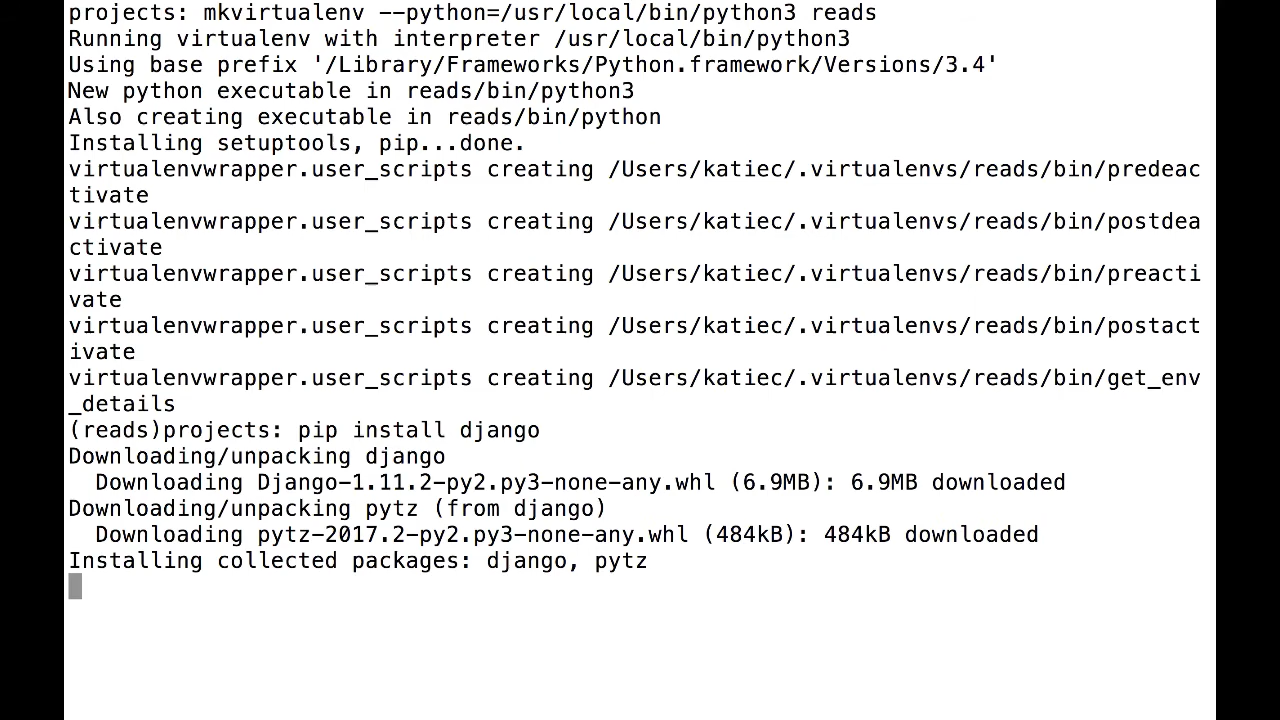 projects: mkvirtualenv --python=/usr/local/bin/python3 reads
Running virtualenv with interpreter /usr/local/bin/python3
Using base prefix '/Library/Frameworks/Python.framework/Versions/3.4'
New python executable in reads/bin/python3
Also creating executable in reads/bin/python
Installing setuptools, pip...done.
virtualenvwrapper.user_scripts creating /Users/katiec/.virtualenvs/reads/bin/predeac
tivate
virtualenvwrapper.user_scripts creating /Users/katiec/.virtualenvs/reads/bin/postdea
ctivate
virtualenvwrapper.user_scripts creating /Users/katiec/.virtualenvs/reads/bin/preacti
vate
virtualenvwrapper.user_scripts creating /Users/katiec/.virtualenvs/reads/bin/postact
ivate
virtualenvwrapper.user_scripts creating /Users/katiec/.virtualenvs/reads/bin/get_env
_details
(reads)projects: pip install django
Downloading/unpacking django
  Downloading Django-1.11.2-py2.py3-none-any.whl (6.9MB): 6.9MB downloaded
Downloading/unpacking pytz (from django)
  Downloading pytz-2017.2-py2.py3-none-any.whl (484kB): 484kB downloaded
Installing collected packages: django, pytz